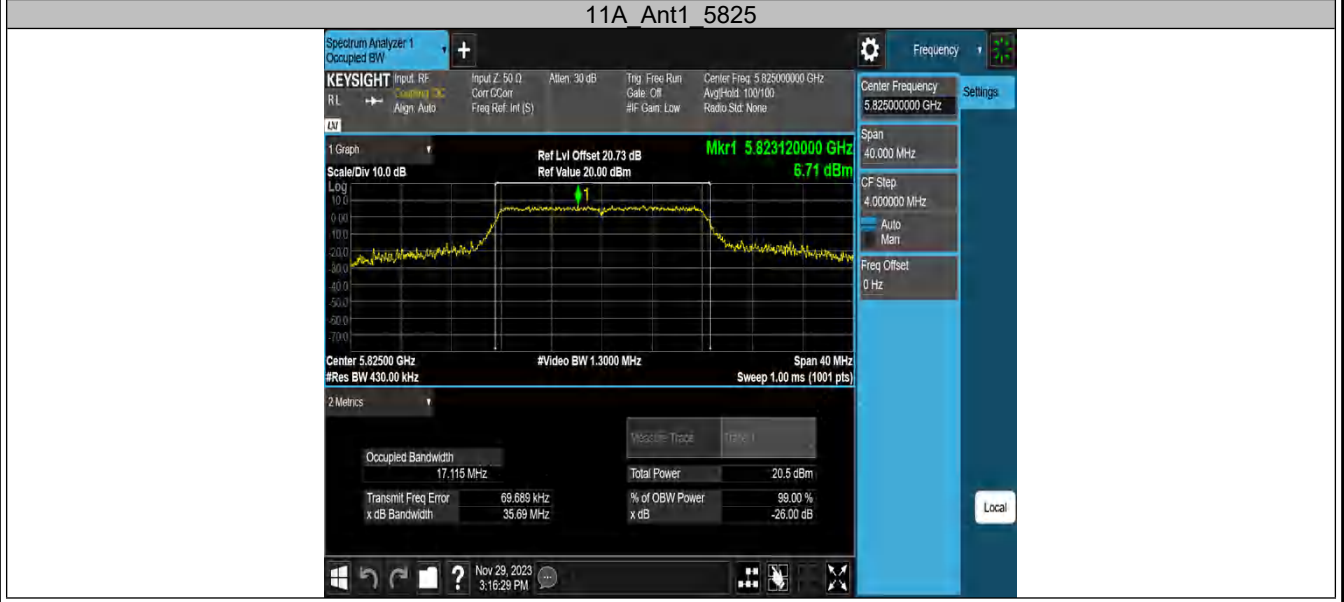 11A_Ant1_5825
Spectrum Analyzer 1
Occupied BW
+
Frequency
KEYSIGHT Input: RF Input Z: 50 Ω Atten: 30 dB Trig: Free Run Center Freq: 5.825000000 GHz
RL Coupling: DC Corr CCorr Gate: Off Avg|Hold: 100/100
Align: Auto Freq Ref: Int (S) #IF Gain: Low Radio Std: None
LXI
Center Frequency
5.825000000 GHz
Settings
Span
40.000 MHz
CF Step
4.000000 MHz
Auto
Man
Freq Offset
0 Hz
1 Graph
Ref Lvl Offset 20.73 dB
Mkr1 5.823120000 GHz
Scale/Div 10.0 dB
Ref Value 20.00 dBm
6.71 dBm
Log
10.0
0.00
-10.0
-20.0
-30.0
-40.0
-50.0
-60.0
-70.0
1
Center 5.82500 GHz
#Video BW 1.3000 MHz
Span 40 MHz
#Res BW 430.00 kHz
Sweep 1.00 ms (1001 pts)
2 Metrics
Measure Trace Trace 1
Occupied Bandwidth
17.115 MHz
Total Power 20.5 dBm
Transmit Freq Error 69.689 kHz
% of OBW Power 99.00 %
x dB Bandwidth 35.69 MHz
x dB -26.00 dB
Local
?
Nov 29, 2023
3:16:29 PM